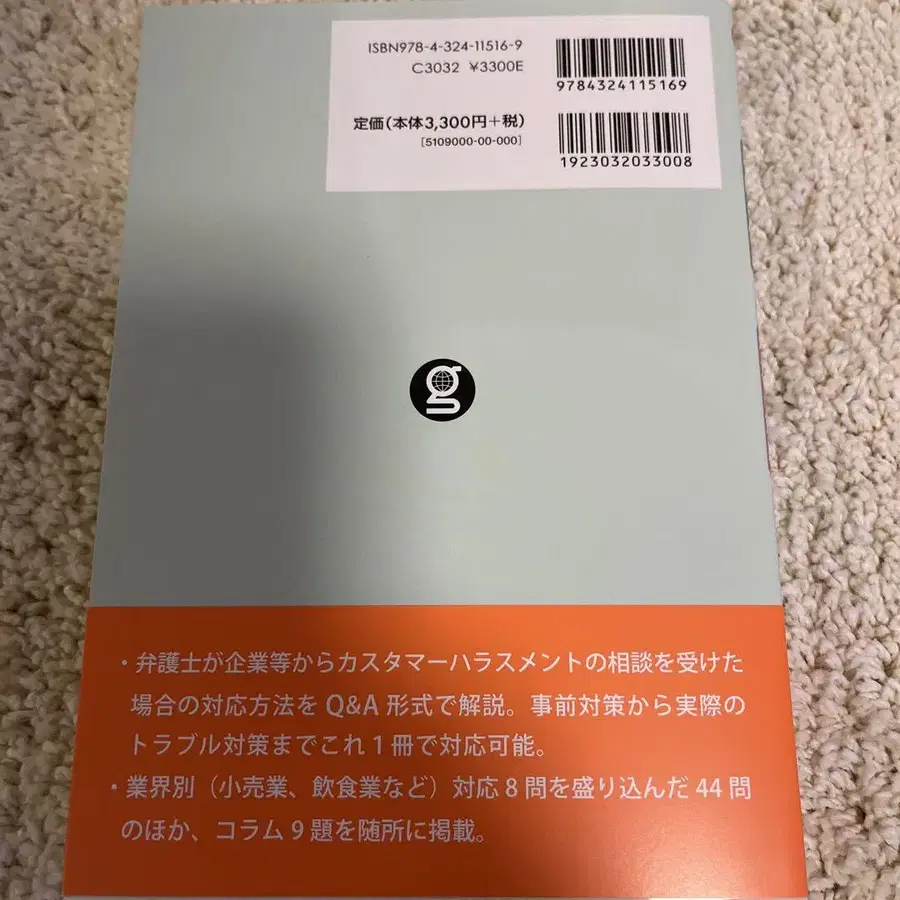 ISBN978-4-324-11516-9
C3032 ¥3300E
9784324115169
定価(本体3,300円+税)
[5109000-00-000]
1923032033008
g
・弁護士が企業等からカスタマーハラスメントの相談を受けた
場合の対応方法を Q&A 形式で解説。事前対策から実際の
トラブル対策までこれ 1 冊で対応可能。
・業界別（小売業、飲食業など）対応 8 問を盛り込んだ 44 問
のほか、コラム 9 題を随所に掲載。